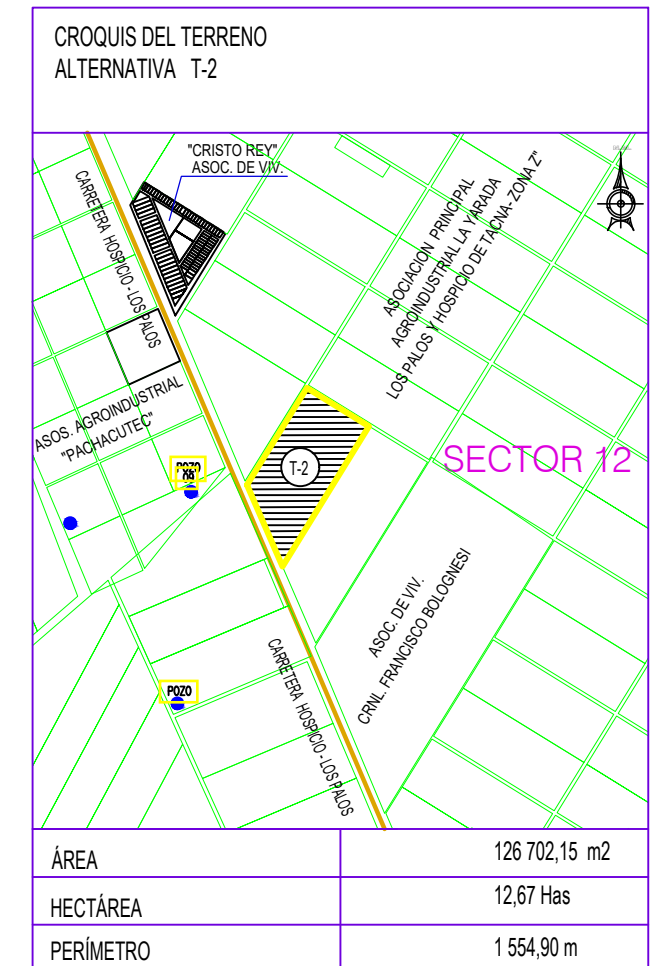 CROQUIS DEL TERRENO
ALTERNATIVA T-2
"CRISTO REY"
ASOC. DE VIV.
CARRETERA HOSPICIO - LOS PALOS
ASOCIACION PRINCIPAL
AGROINDUSTRIAL LA YARADA
LOS PALOS Y HOSPICIO DE TACNA- ZONA Z"
ASOS. AGROINDUSTRIAL
"PACHACUTEC"
SECTOR 12
T-2
POZO
ASOC. DE VIV.
CRNL. FRANCISCO BOLOGNESI
POZO
CARRETERA HOSPICIO - LOS PALOS
ÁREA
126 702,15 m2
HECTÁREA
12,67 Has
PERÍMETRO
1 554,90 m